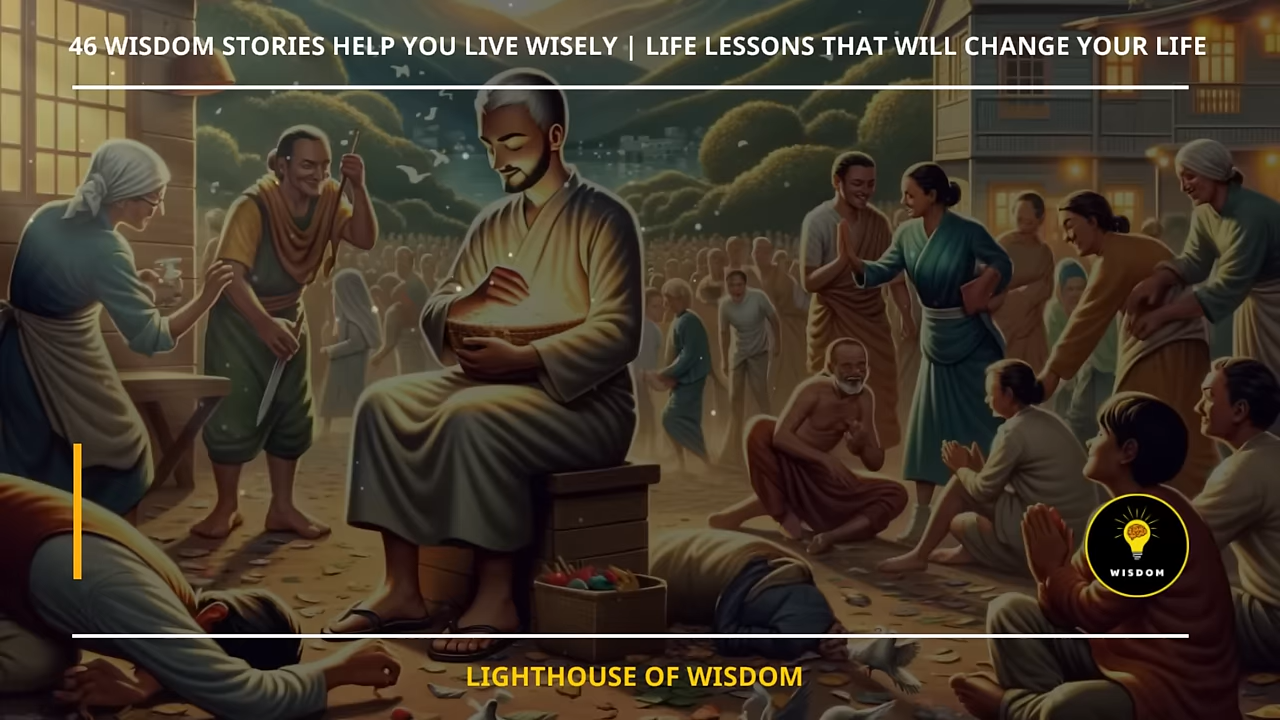 46 WISDOM STORIES HELP YOU LIVE WISELY | LIFE LESSONS THAT WILL CHANGE YOUR LIFE
WISDOM
LIGHTHOUSE OF WISDOM